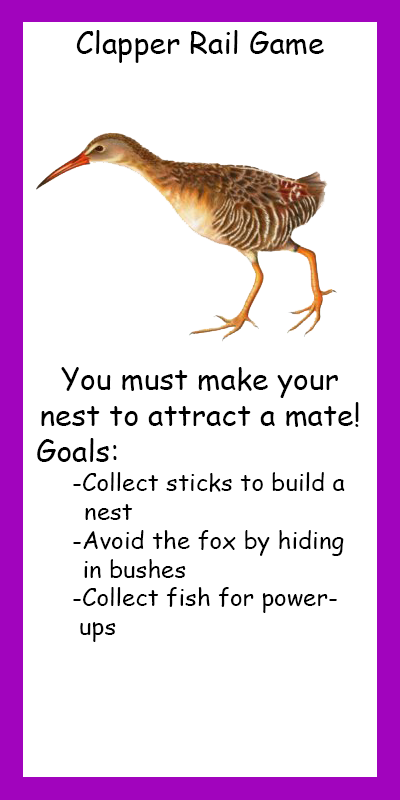 Clapper Rail Game
You must make your
nest to attract a mate!
Goals:
-Collect sticks to build a
nest
-Avoid the fox by hiding
in bushes
-Collect fish for power-
ups